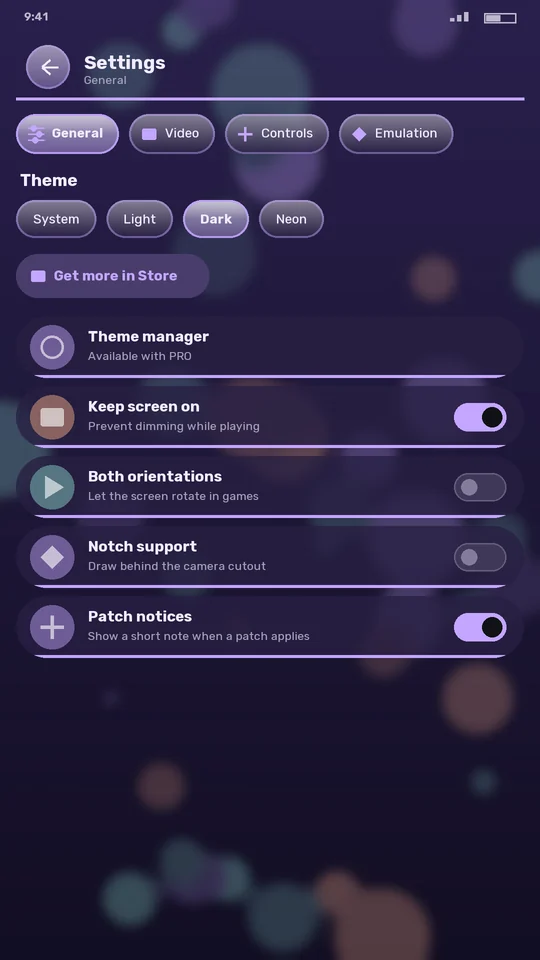 9:41
Settings
General
General
Video
Controls
Emulation
Theme
System
Light
Dark
Neon
Get more in Store
Theme manager
Available with PRO
Keep screen on
Prevent dimming while playing
Both orientations
Let the screen rotate in games
Notch support
Draw behind the camera cutout
Patch notices
Show a short note when a patch applies